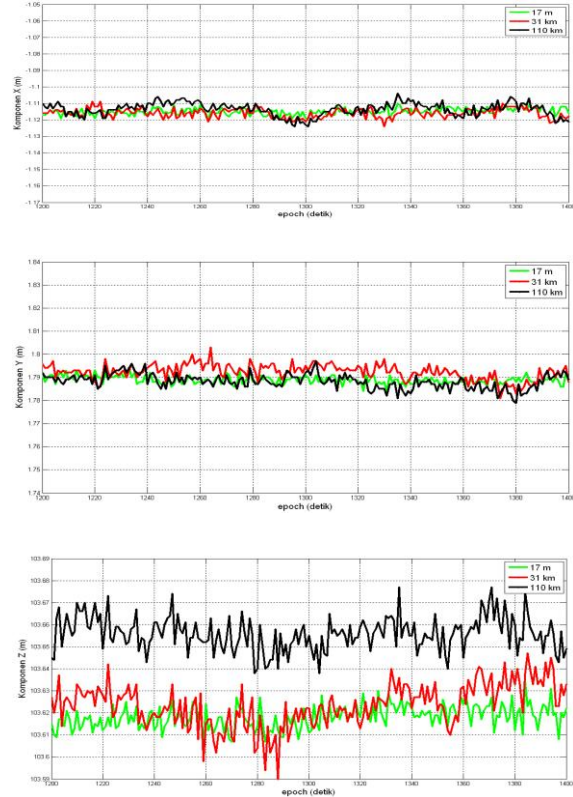 -1.05
-1.06
-1.07
-1.08
-1.09
-1.1
-1.11
-1.12
-1.13
-1.14
-1.15
-1.16
-1.17
Komponen X (m)
17 m
31 km
110 km
1200 1220 1240 1260 1280 1300 1320 1340 1360 1380 1400
epoch (detik)
1.84
1.83
1.82
1.81
1.8
1.79
1.78
1.77
1.76
1.75
1.74
Komponen Y (m)
17 m
31 km
110 km
1200 1220 1240 1260 1280 1300 1320 1340 1360 1380 1400
epoch (detik)
103.69
103.68
103.67
103.66
103.65
103.64
103.63
103.62
103.61
103.6
103.59
Komponen Z (m)
17 m
31 km
110 km
1200 1220 1240 1260 1280 1300 1320 1340 1360 1380 1400
epoch (detik)